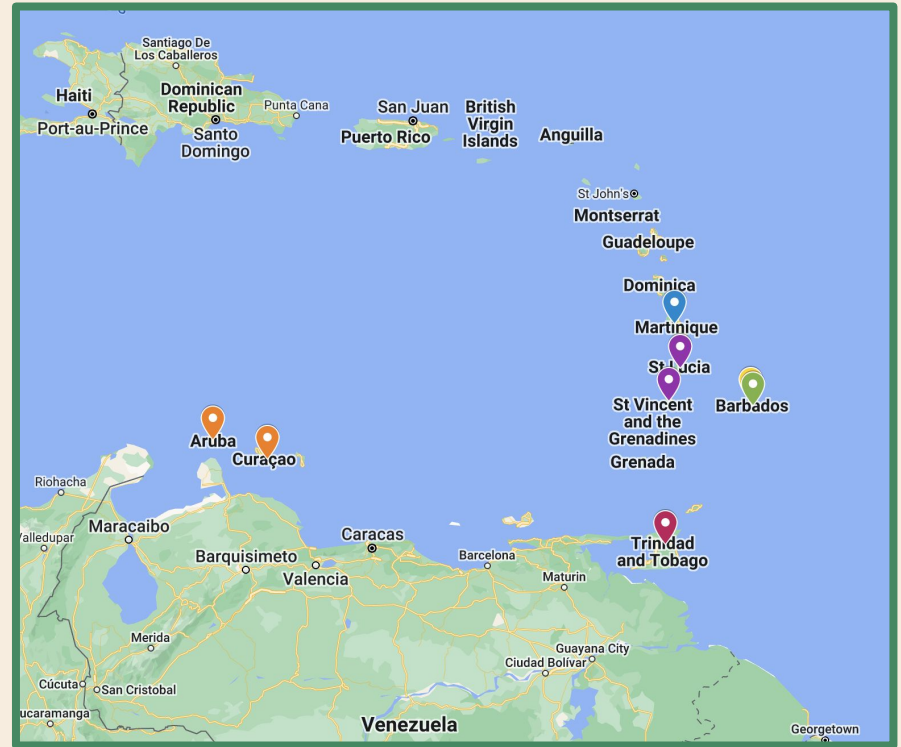 Santiago De
Los Caballeros
Haiti
Dominican
Republic
Punta Cana
San Juan
British
Virgin
Islands
Port-au-Prince
Santo
Domingo
Puerto Rico
Anguilla
St John's
Montserrat
Guadeloupe
Dominica
Martinique
St Lucia
St Vincent
and the
Grenadines
Barbados
Grenada
Aruba
Curaçao
Riohacha
Maracaibo
Valledupar
Barquisimeto
Valencia
Caracas
Barcelona
Maturin
Trinidad
and Tobago
Merida
Guayana City
Ciudad Bolívar
Cúcuta
San Cristobal
ucaramanga
Venezuela
Georgetown